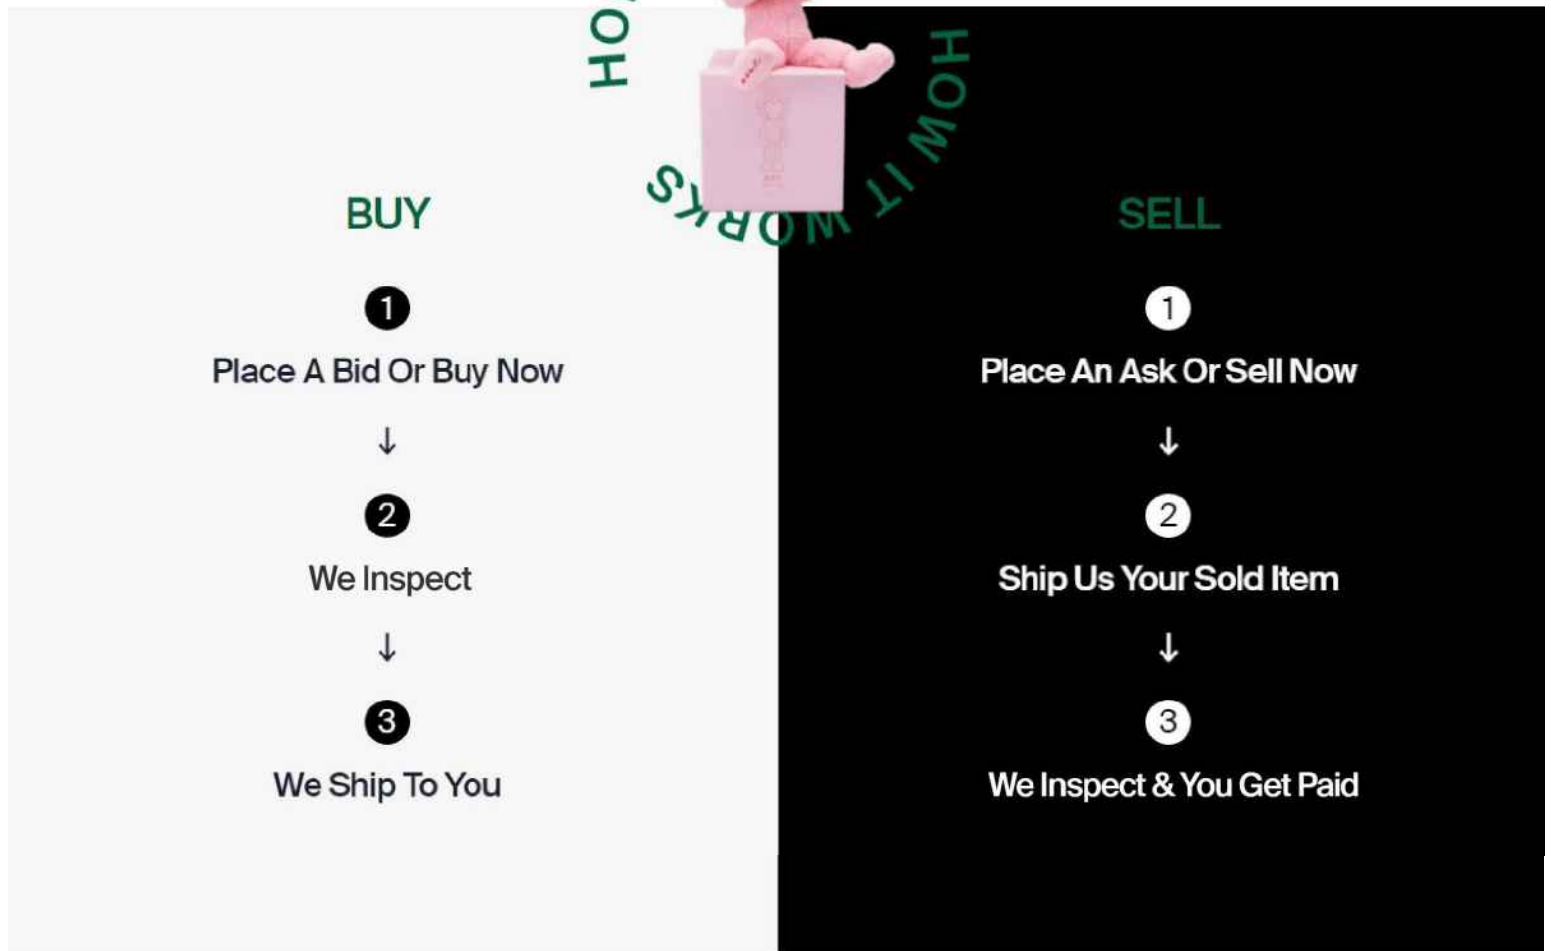 HOW IT WORKS
HO
BUY
1
Place A Bid Or Buy Now
↓
2
We Inspect
↓
3
We Ship To You
SELL
1
Place An Ask Or Sell Now
↓
2
Ship Us Your Sold Item
↓
3
We Inspect & You Get Paid